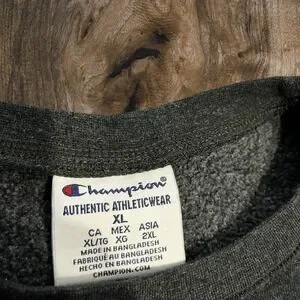 Champion
AUTHENTIC ATHLETICWEAR
XL
CA MEX ASIA
XL/TG XG 2XL
MADE IN BANGLADESH
FABRIQUÉ AU BANGLADESH
HECHO EN BANGLADESH
CHAMPION.COM